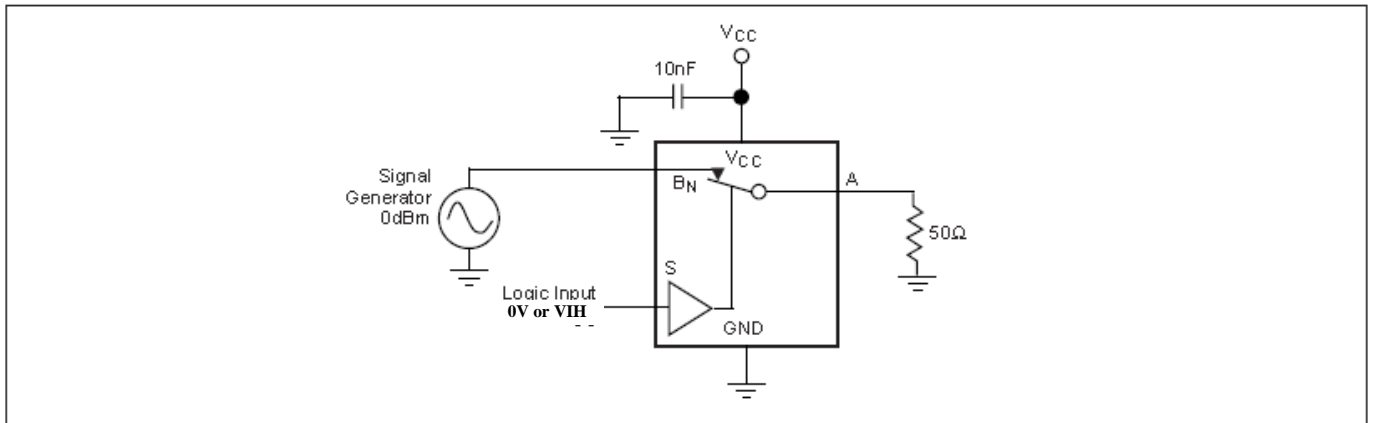 VCC
10nF
VCC
Signal
Generator
0dBm
BN
A
50Ω
S
Logic Input
0V or VIH
GND